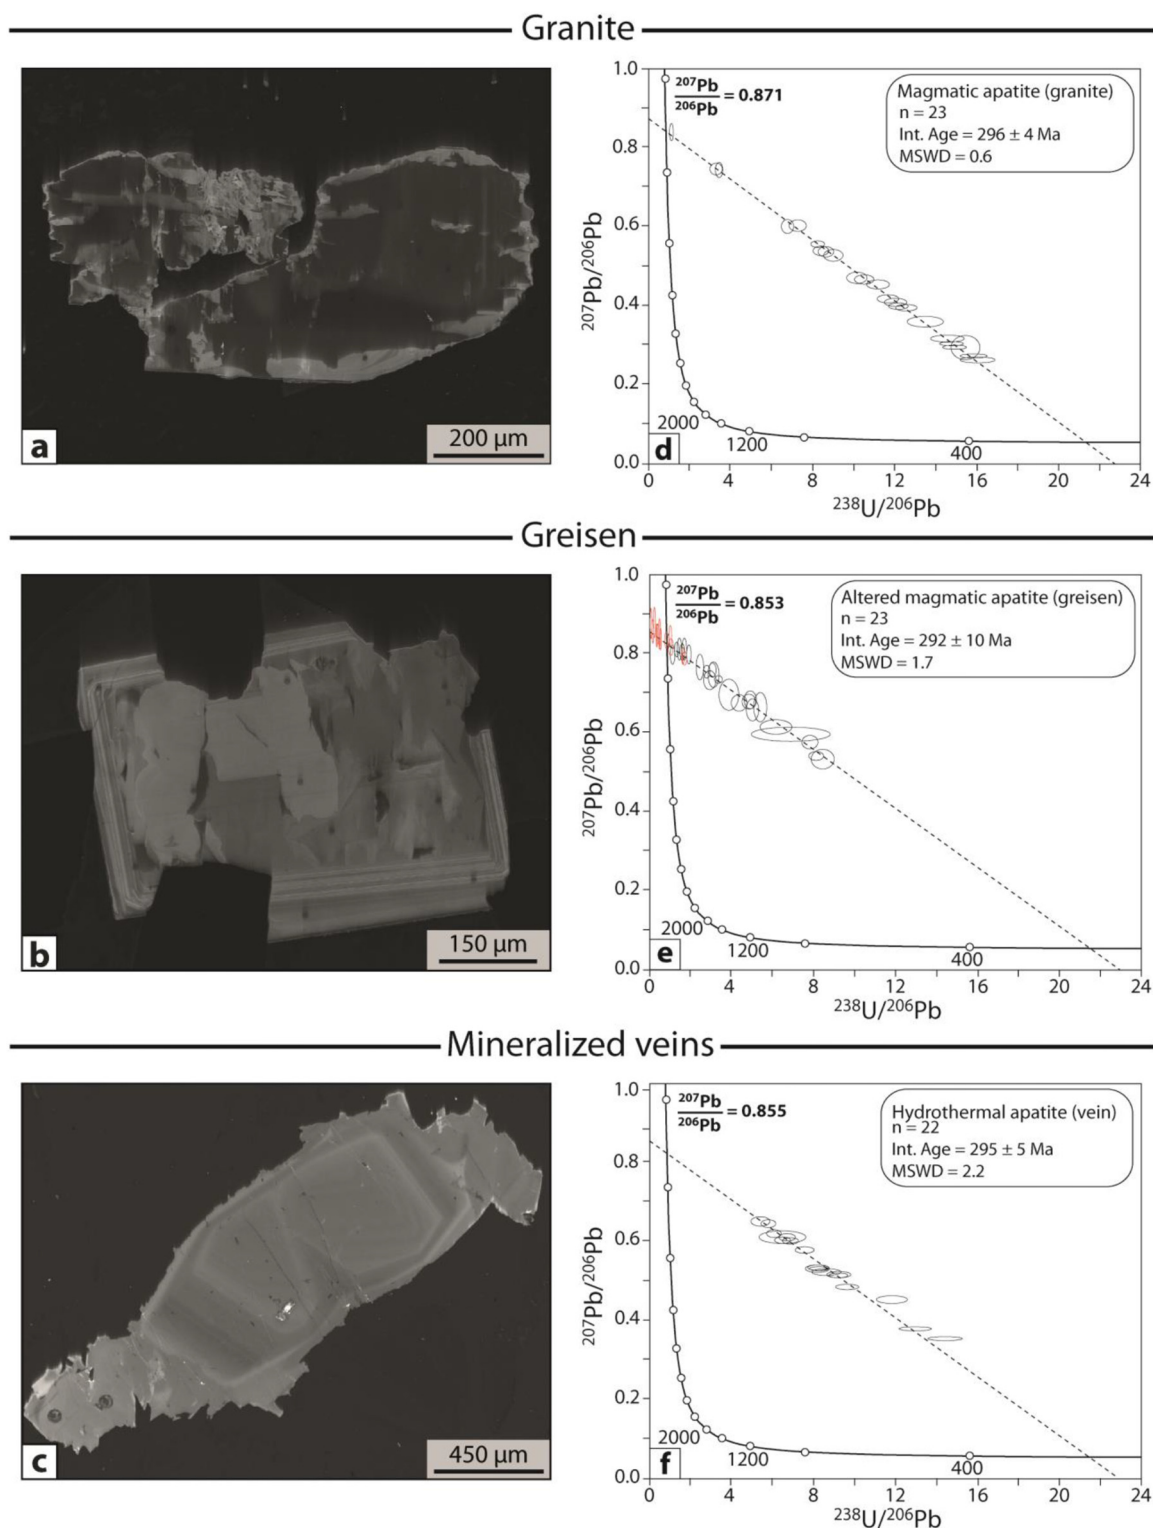 Granite
a
200 µm
207Pb/206Pb = 0.871
Magmatic apatite (granite)
n = 23
Int. Age = 296 ± 4 Ma
MSWD = 0.6
1.0
0.8
0.6
0.4
0.2
0.0
207Pb/206Pb
2000
1200
400
d
0 4 8 12 16 20 24
238U/206Pb
Greisen
b
150 µm
207Pb/206Pb = 0.853
Altered magmatic apatite (greisen)
n = 23
Int. Age = 292 ± 10 Ma
MSWD = 1.7
1.0
0.8
0.6
0.4
0.2
0.0
207Pb/206Pb
2000
1200
400
e
0 4 8 12 16 20 24
238U/206Pb
Mineralized veins
c
450 µm
207Pb/206Pb = 0.855
Hydrothermal apatite (vein)
n = 22
Int. Age = 295 ± 5 Ma
MSWD = 2.2
1.0
0.8
0.6
0.4
0.2
0.0
207Pb/206Pb
2000
1200
400
f
0 4 8 12 16 20 24
238U/206Pb